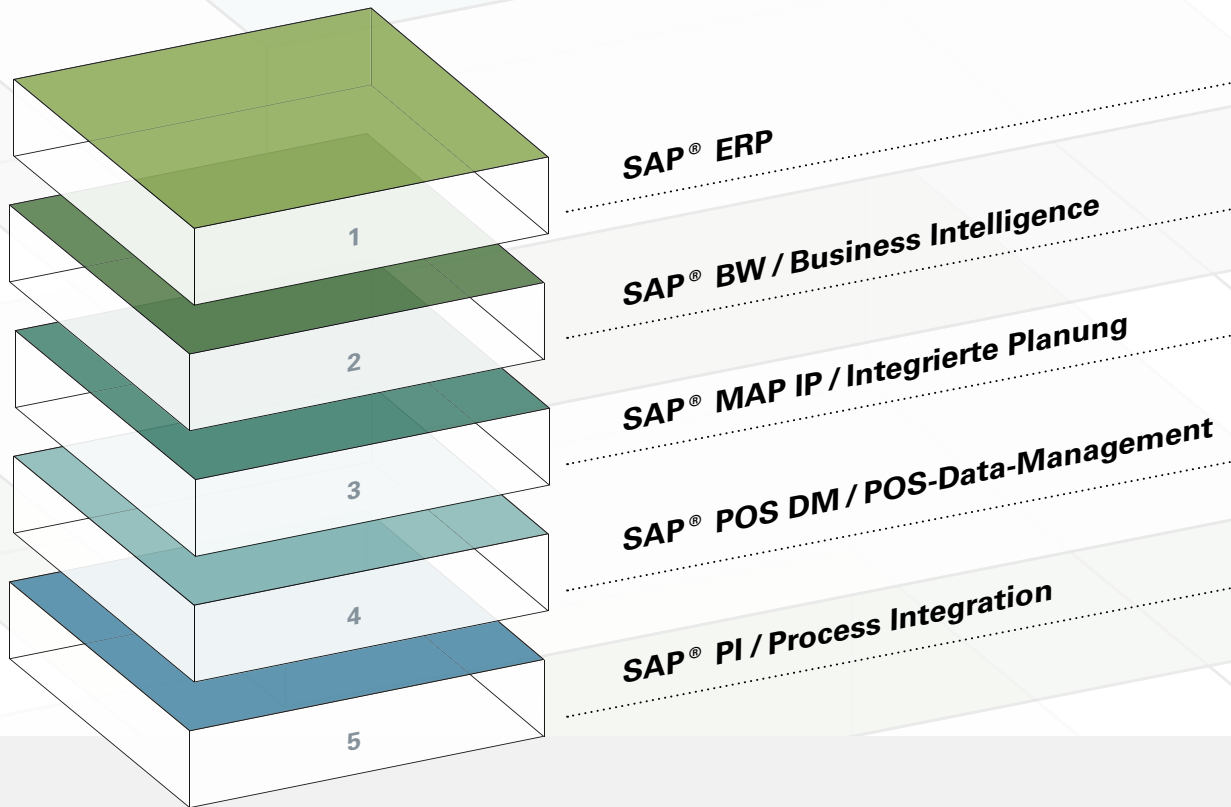 SAP® ERP
1
SAP® BW / Business Intelligence
2
SAP® MAP IP / Integrierte Planung
3
SAP® POS DM / POS-Data-Management
4
SAP® PI / Process Integration
5